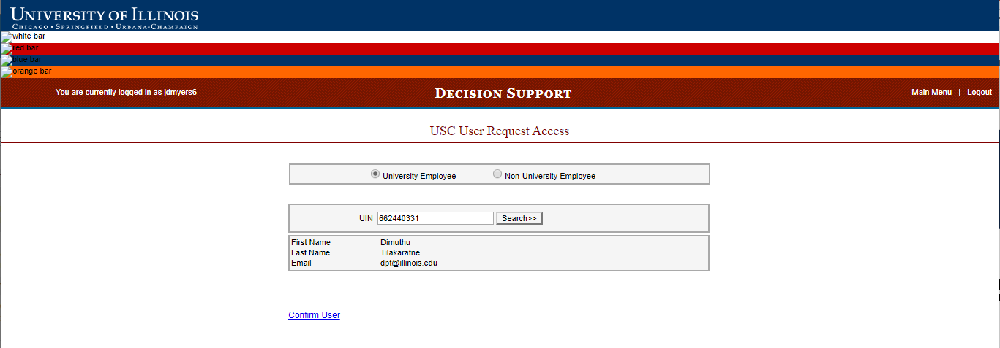 UNIVERSITY OF ILLINOIS
CHICAGO • SPRINGFIELD • URBANA-CHAMPAIGN
white bar
red bar
blue bar
orange bar
You are currently logged in as jdmyers6 DECISION SUPPORT Main Menu | Logout
USC User Request Access
University Employee Non-University Employee
UIN 662440331 Search>>
First Name Dimuthu
Last Name Tilakaratne
Email dpt@illinois.edu
Confirm User